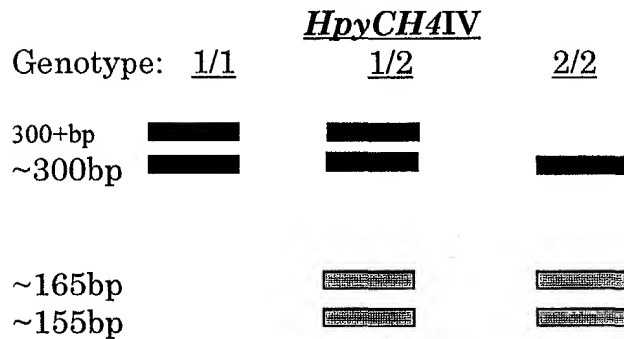 HpyCH4IV
Genotype: 1/1 1/2 2/2
300+bp
~300bp
~165bp
~155bp